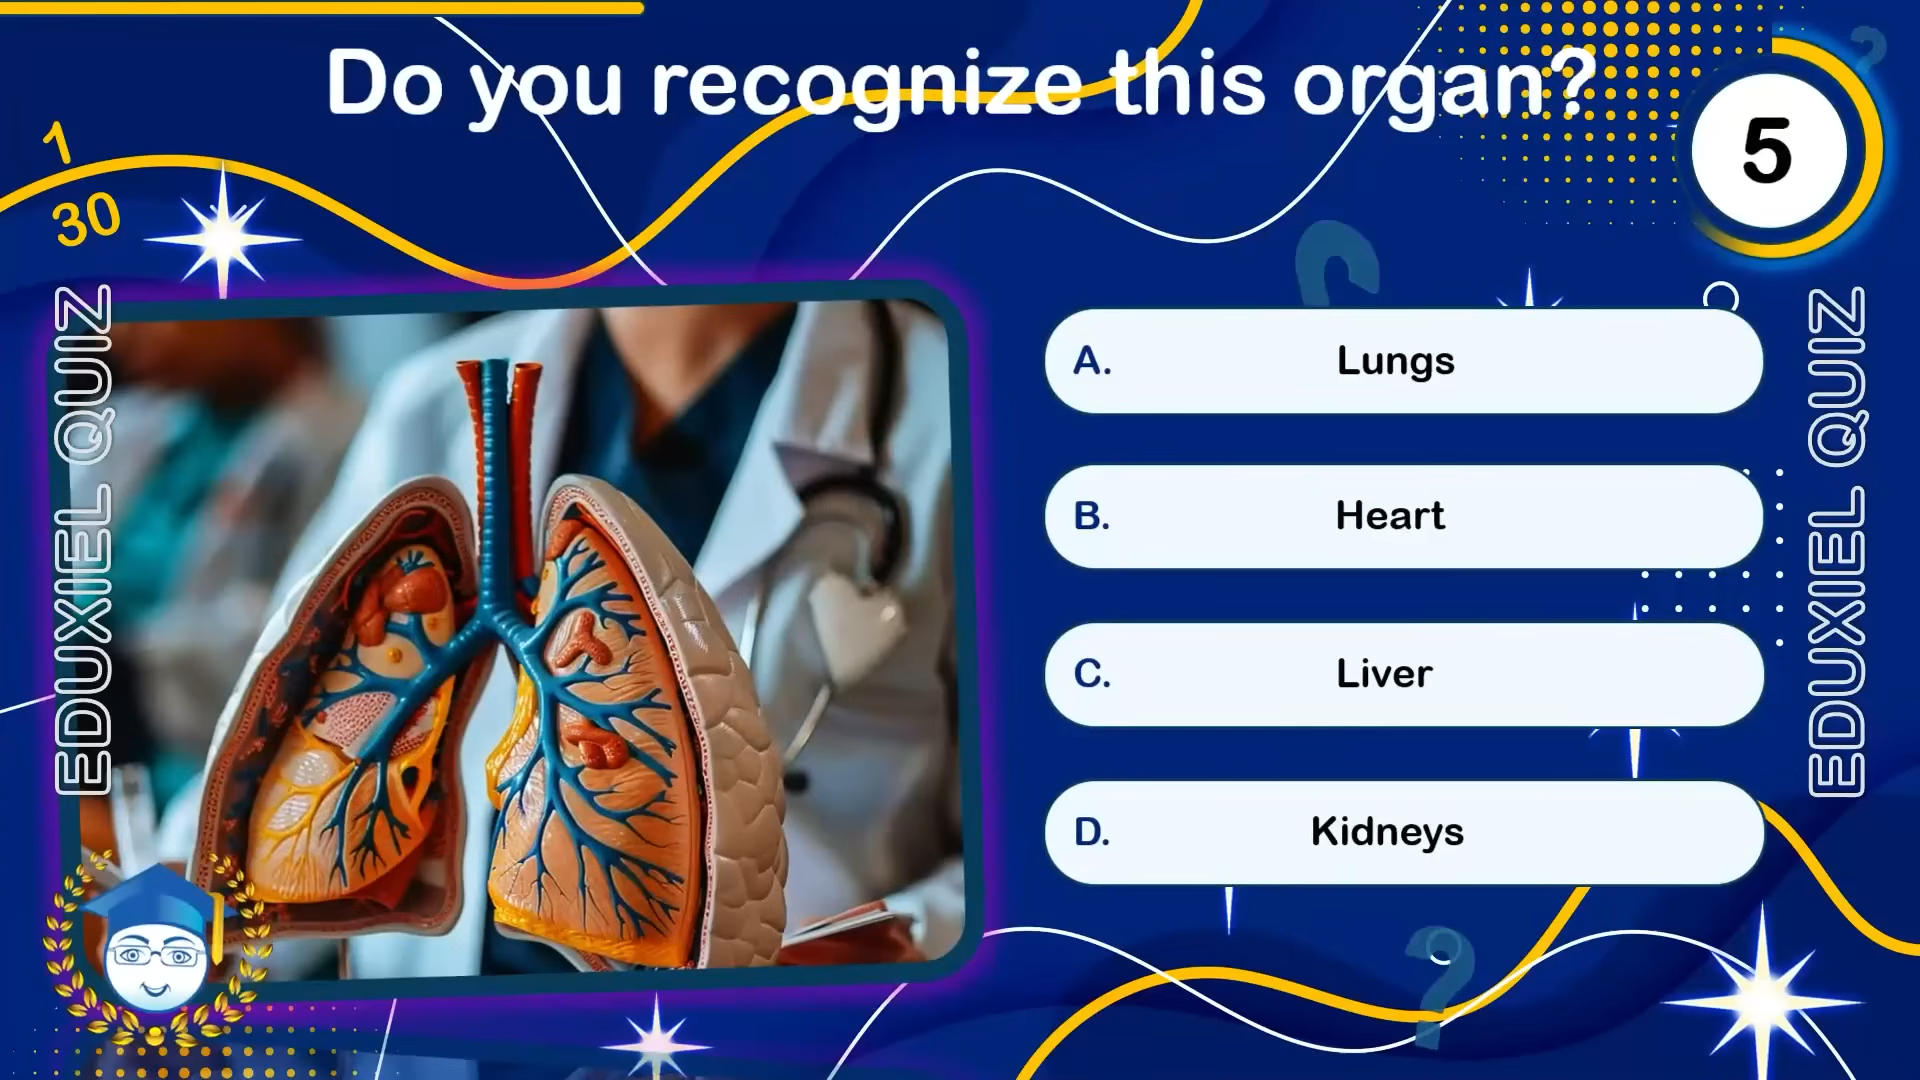 Do you recognize this organ?
1
30
5
EDUXIEL QUIZ
A. Lungs
B. Heart
C. Liver
D. Kidneys
EDUXIEL QUIZ